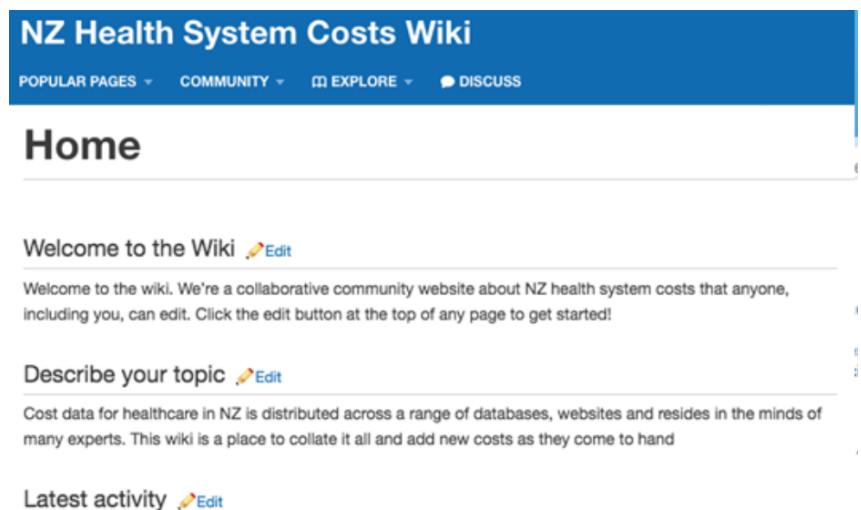 NZ Health System Costs Wiki
POPULAR PAGES COMMUNITY EXPLORE DISCUSS
Home
Welcome to the Wiki Edit
Welcome to the wiki. We're a collaborative community website about NZ health system costs that anyone,
including you, can edit. Click the edit button at the top of any page to get started!
Describe your topic Edit
Cost data for healthcare in NZ is distributed across a range of databases, websites and resides in the minds of
many experts. This wiki is a place to collate it all and add new costs as they come to hand
Latest activity Edit